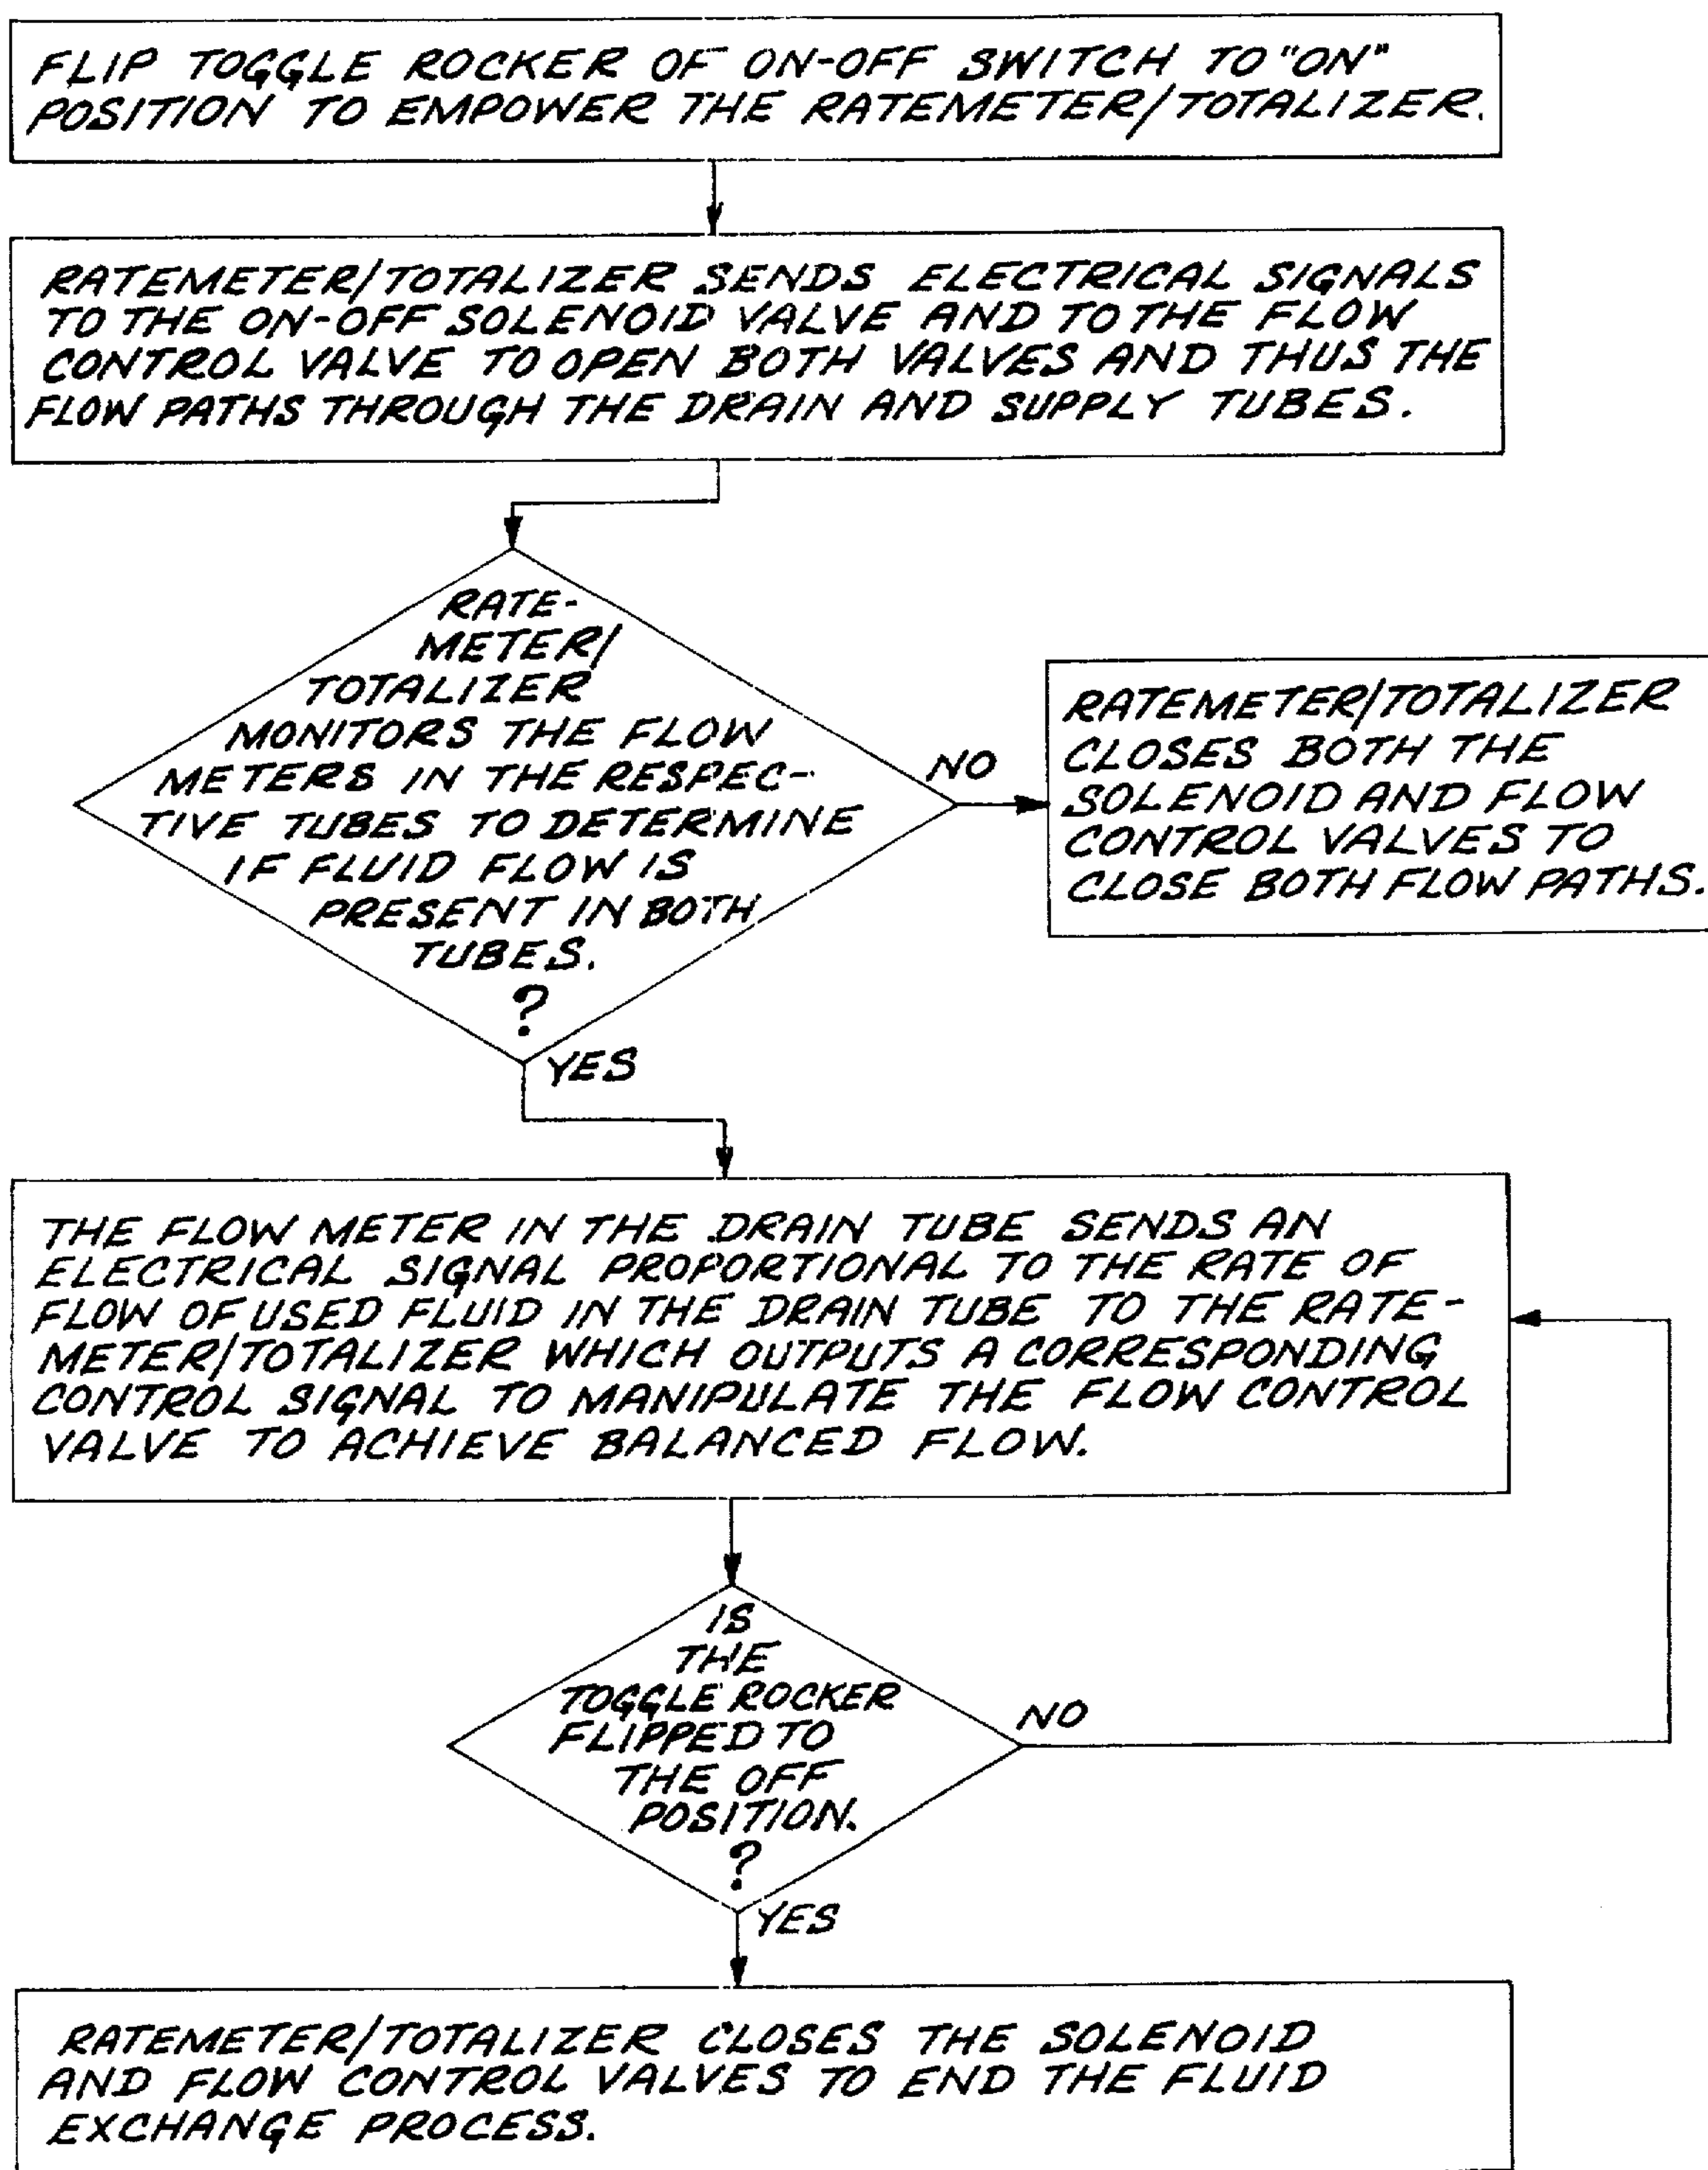 FLIP TOGGLE ROCKER OF ON-OFF SWITCH TO "ON"
POSITION TO EMPOWER THE RATEMETER/TOTALIZER.
RATEMETER/TOTALIZER SENDS ELECTRICAL SIGNALS
TO THE ON-OFF SOLENOID VALVE AND TO THE FLOW
CONTROL VALVE TO OPEN BOTH VALVES AND THUS THE
FLOW PATHS THROUGH THE DRAIN AND SUPPLY TUBES.
RATE-
METER/
TOTALIZER
MONITORS THE FLOW
METERS IN THE RESPEC-
TIVE TUBES TO DETERMINE
IF FLUID FLOW IS
PRESENT IN BOTH
TUBES.
?
NO
RATEMETER/TOTALIZER
CLOSES BOTH THE
SOLENOID AND FLOW
CONTROL VALVES TO
CLOSE BOTH FLOW PATHS.
YES
THE FLOW METER IN THE DRAIN TUBE SENDS AN
ELECTRICAL SIGNAL PROPORTIONAL TO THE RATE OF
FLOW OF USED FLUID IN THE DRAIN TUBE TO THE RATE-
METER/TOTALIZER WHICH OUTPUTS A CORRESPONDING
CONTROL SIGNAL TO MANIPULATE THE FLOW CONTROL
VALVE TO ACHIEVE BALANCED FLOW.
IS
THE
TOGGLE ROCKER
FLIPPED TO
THE OFF
POSITION.
?
NO
YES
RATEMETER/TOTALIZER CLOSES THE SOLENOID
AND FLOW CONTROL VALVES TO END THE FLUID
EXCHANGE PROCESS.